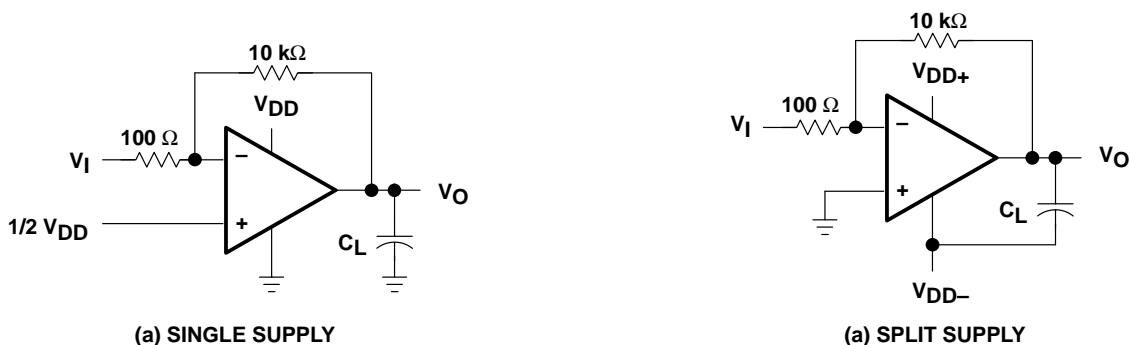 10 kΩ
VDD
100 Ω
VI
−
+
1/2 VDD
VO
CL
(a) SINGLE SUPPLY
10 kΩ
VDD+
100 Ω
VI
−
+
VO
CL
VDD−
(a) SPLIT SUPPLY